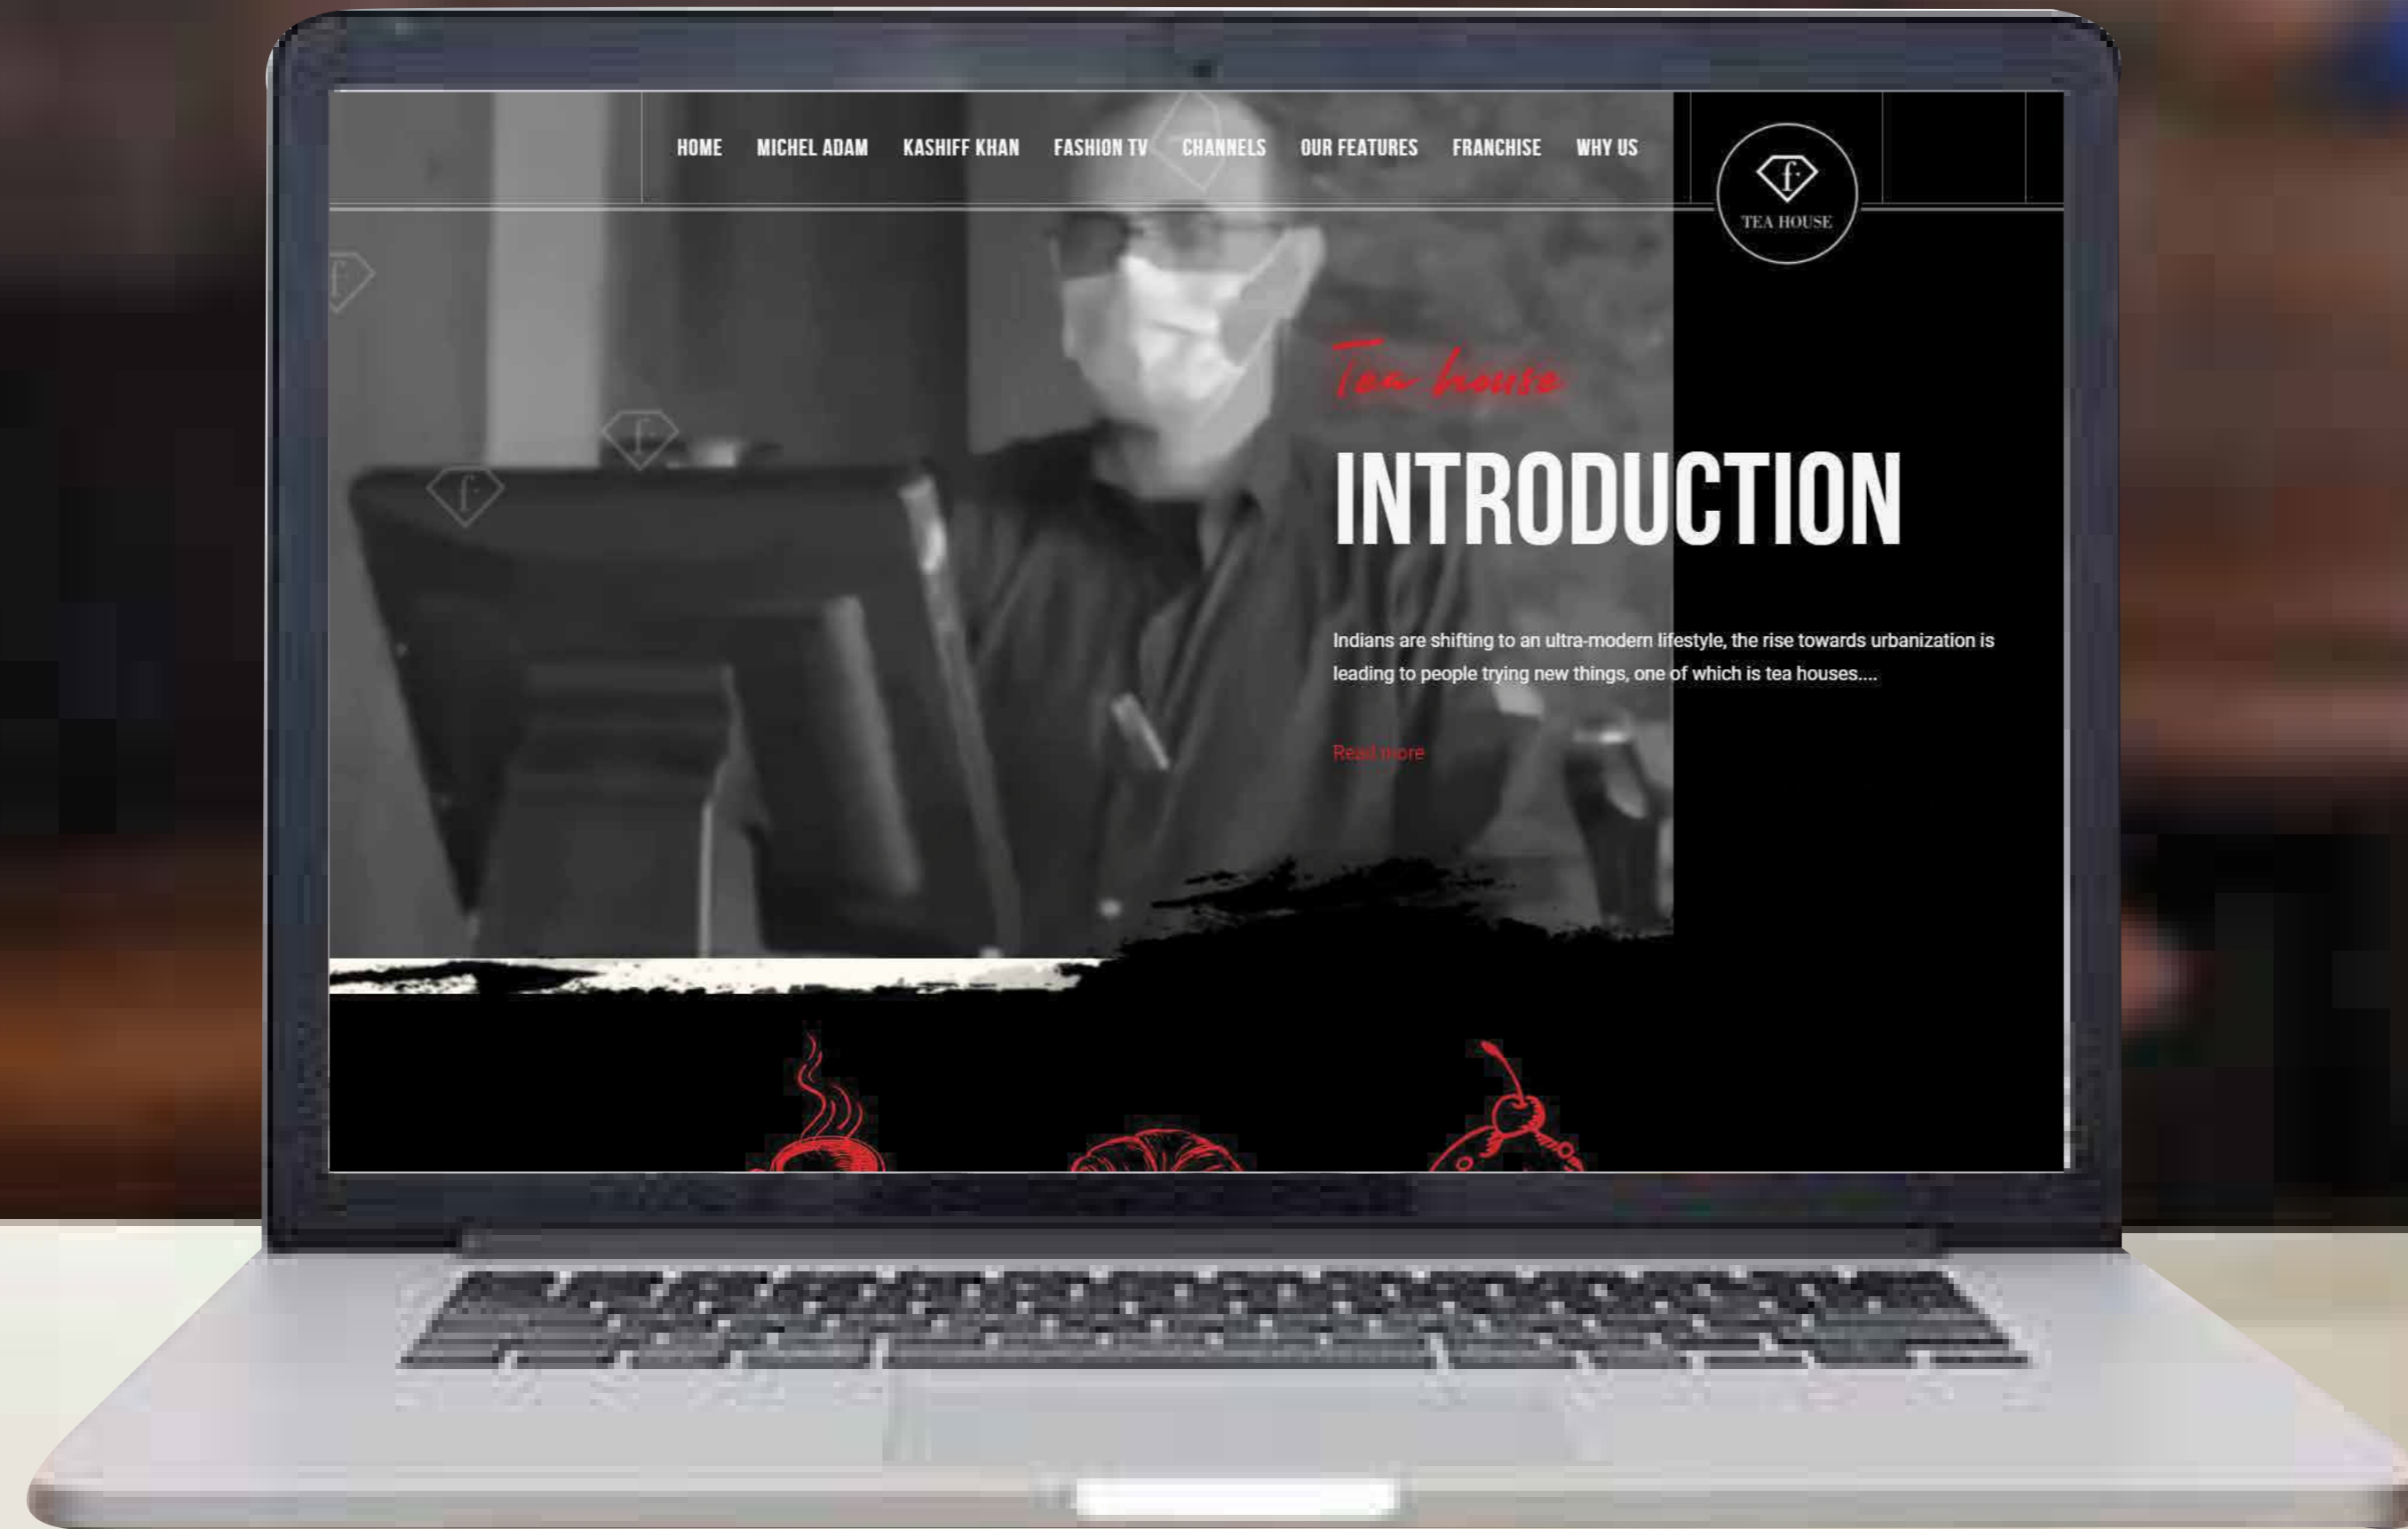 HOME MICHEL ADAM KASHIFF KHAN FASHION TV CHANNELS OUR FEATURES FRANCHISE WHY US
f
TEA HOUSE
Tea house
INTRODUCTION
Indians are shifting to an ultra-modern lifestyle, the rise towards urbanization is
leading to people trying new things, one of which is tea houses....
Read more
f
f
f